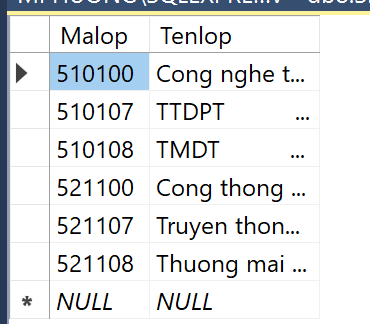 Malop Tenlop
510100 Cong nghe t...
510107 TTDPT ...
510108 TMDT ...
521100 Cong thong ...
521107 Truyen thon...
521108 Thuong mai ...
* NULL NULL